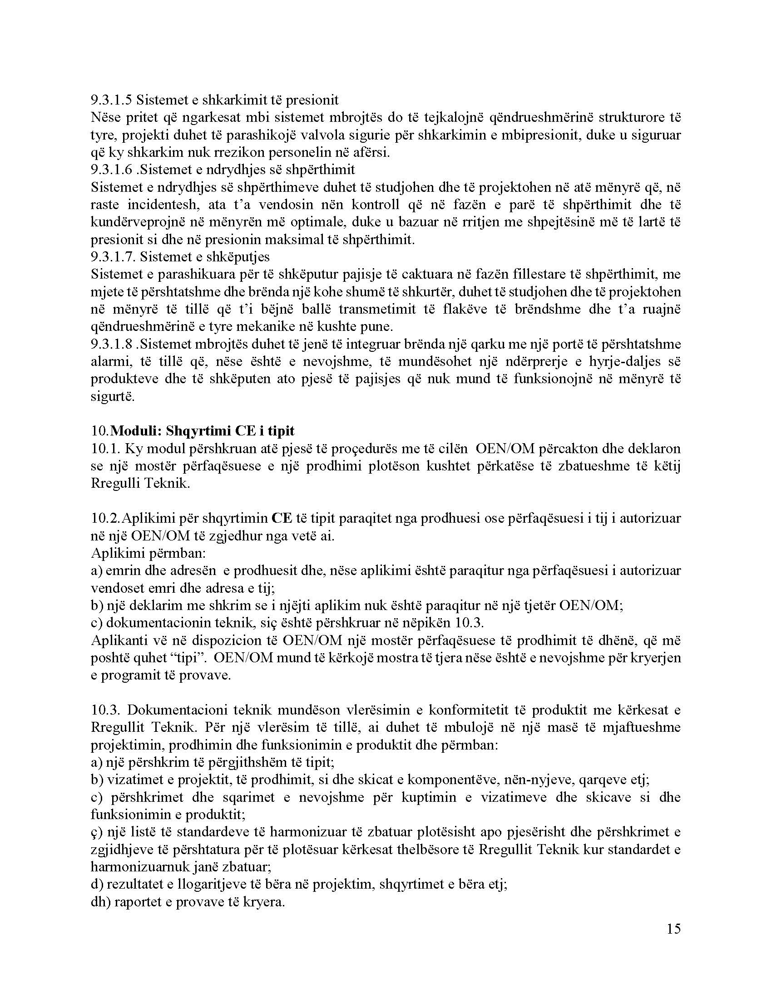 9.3.1.5 Sistemet e shkarkimit të presionit
Nëse pritet që ngarkesat mbi sistemet mbrojtës do të tejkalojnë qëndrueshmërinë strukturore të
tyre, projekti duhet të parashikojë valvola sigurie për shkarkimin e mbipresionit, duke u siguruar
që ky shkarkim nuk rrezikon personelin në afërsi.
9.3.1.6 .Sistemet e ndrydhjes së shpërthimit
Sistemet e ndrydhjes së shpërthimeve duhet të studjohen dhe të projektohen në atë mënyrë që, në
raste incidentesh, ata t’a vendosin nën kontroll që në fazën e parë të shpërthimit dhe të
kundërveprojnë në mënyrën më optimale, duke u bazuar në rritjen me shpejtësinë më të lartë të
presionit si dhe në presionin maksimal të shpërthimit.
9.3.1.7. Sistemet e shkëputjes
Sistemet e parashikuara për të shkëputur pajisje të caktuara në fazën fillestare të shpërthimit, me
mjete të përshtatshme dhe brënda një kohe shumë të shkurtër, duhet të studjohen dhe të projektohen
në mënyrë të tillë që t’i bëjnë ballë transmetimit të flakëve të brëndshme dhe t’a ruajnë
qëndrueshmërinë e tyre mekanike në kushte pune.
9.3.1.8 .Sistemet mbrojtës duhet të jenë të integruar brënda një qarku me një portë të përshtatshme
alarmi, të tillë që, nëse është e nevojshme, të mundësohet një ndërprerje e hyrje-daljes së
produkteve dhe të shkëputen ato pjesë të pajisjes që nuk mund të funksionojnë në mënyrë të
sigurtë.
10.Moduli: Shqyrtimi CE i tipit
10.1. Ky modul përshkruan atë pjesë të proçedurës me të cilën OEN/OM përcakton dhe deklaron
se një mostër përfaqësuese e një prodhimi plotëson kushtet përkatëse të zbatueshme të këtij
Rregulli Teknik.
10.2.Aplikimi për shqyrtimin CE të tipit paraqitet nga prodhuesi ose përfaqësuesi i tij i autorizuar
në një OEN/OM të zgjedhur nga vetë ai.
Aplikimi përmban:
a) emrin dhe adresën e prodhuesit dhe, nëse aplikimi është paraqitur nga përfaqësuesi i autorizuar
vendoset emri dhe adresa e tij;
b) një deklarim me shkrim se i njëjti aplikim nuk është paraqitur në një tjetër OEN/OM;
c) dokumentacionin teknik, siç është përshkruar në nëpikën 10.3.
Aplikanti vë në dispozicion të OEN/OM një mostër përfaqësuese të prodhimit të dhënë, që më
poshtë quhet “tipi”. OEN/OM mund të kërkojë mostra të tjera nëse është e nevojshme për kryerjen
e programit të provave.
10.3. Dokumentacioni teknik mundëson vlerësimin e konformitetit të produktit me kërkesat e
Rregullit Teknik. Për një vlerësim të tillë, ai duhet të mbulojë në një masë të mjaftueshme
projektimin, prodhimin dhe funksionimin e produktit dhe përmban:
a) një përshkrim të përgjithshëm të tipit;
b) vizatimet e projektit, të prodhimit, si dhe skicat e komponentëve, nën-nyjeve, qarqeve etj;
c) përshkrimet dhe sqarimet e nevojshme për kuptimin e vizatimeve dhe skicave si dhe
funksionimin e produktit;
ç) një listë të standardeve të harmonizuar të zbatuar plotësisht apo pjesërisht dhe përshkrimet e
zgjidhjeve të përshtatura për të plotësuar kërkesat thelbësore të Rregullit Teknik kur standardet e
harmonizuarnuk janë zbatuar;
d) rezultatet e llogaritjeve të bëra në projektim, shqyrtimet e bëra etj;
dh) raportet e provave të kryera.
15